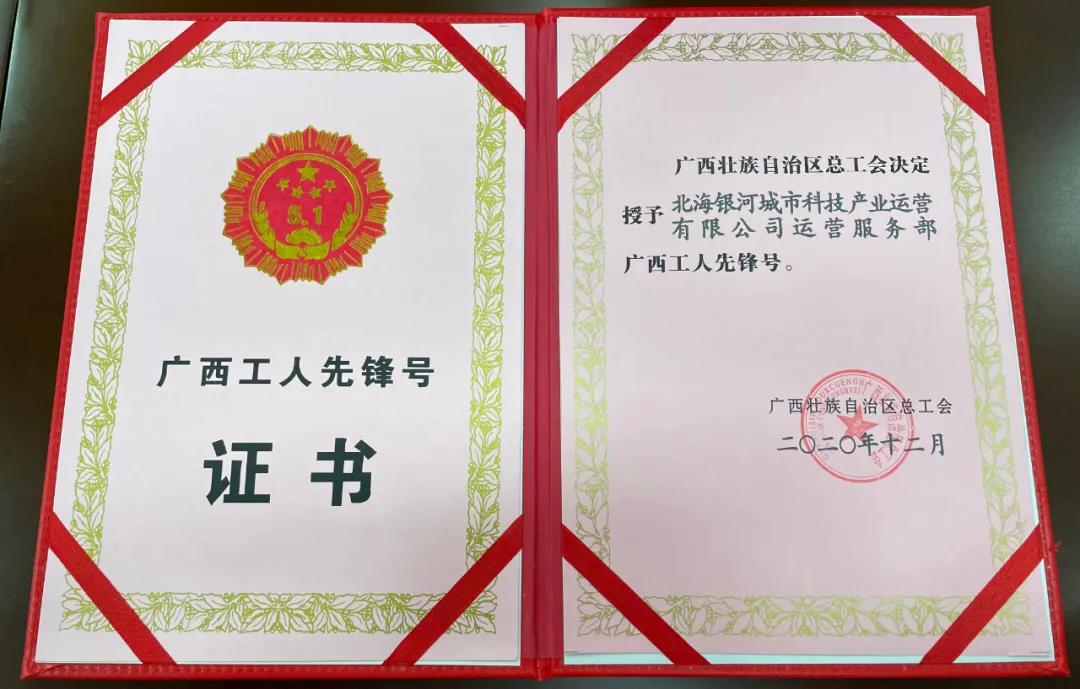 5.1
广西工人先锋号
证书
广西壮族自治区总工会决定
授予 北海银河城市科技产业运营
有限公司运营服务部
广西工人先锋号。
广西壮族自治区总工会
二〇二〇年十二月